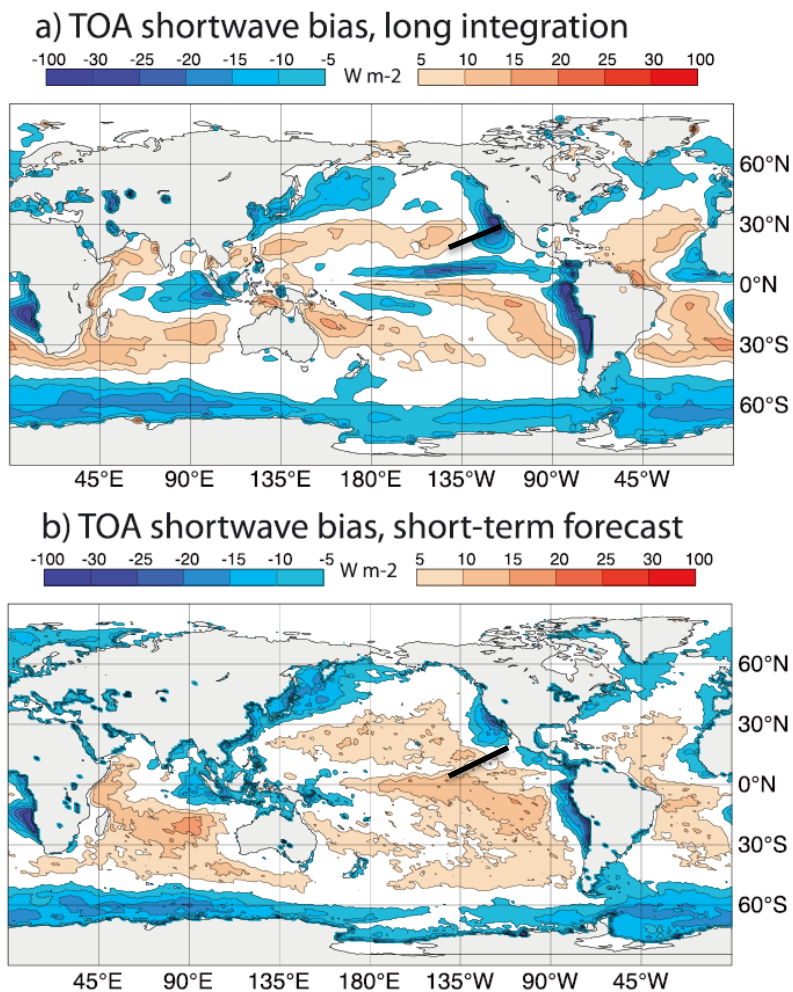 a) TOA shortwave bias, long integration
-100 -30 -25 -20 -15 -10 -5 W m-2 5 10 15 20 25 30 100
60°N
30°N
0°N
30°S
60°S
45°E 90°E 135°E 180°E 135°W 90°W 45°W
b) TOA shortwave bias, short-term forecast
-100 -30 -25 -20 -15 -10 -5 W m-2 5 10 15 20 25 30 100
60°N
30°N
0°N
30°S
60°S
45°E 90°E 135°E 180°E 135°W 90°W 45°W